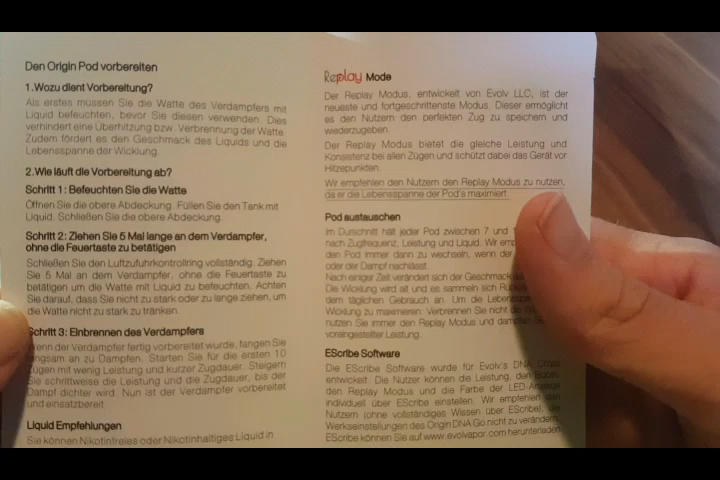 Den Origin Pod vorbereiten
1. Wozu dient Vorbereitung?
Als erstes müssen Sie die Watte des Verdampfers mit
Liquid befeuchten, bevor Sie diesen verwenden. Dies
verhindert eine Überhitzung bzw. Verbrennung der Watte.
Zudem fördert es den Geschmack des Liquids und die
Lebensspanne der Wicklung.
2. Wie läuft die Vorbereitung ab?
Schritt 1: Befeuchten Sie die Watte
Öffnen Sie die obere Abdeckung. Füllen Sie den Tank mit
Liquid. Schließen Sie die obere Abdeckung.
Schritt 2: Ziehen Sie 5 Mal lange an dem Verdampfer,
ohne die Feuertaste zu betätigen
Schließen Sie den Luftzufuhrkontrollring vollständig. Ziehen
Sie 5 Mal an dem Verdampfer, ohne die Feuertaste zu
betätigen um die Watte mit Liquid zu befeuchten. Achten
Sie darauf, dass Sie nicht zu stark oder zu lange ziehen, um
die Watte nicht zu stark zu tränken.
Schritt 3: Einbrennen des Verdampfers
Wenn der Verdampfer fertig vorbereitet wurde, fangen Sie
langsam an zu Dampfen. Starten Sie für die ersten 10
Zügen mit wenig Leistung und kurzer Zugdauer. Steigern
Sie schrittweise die Leistung und die Zugdauer, bis der
Dampf dichter wird. Nun ist der Verdampfer vorbereitet
und einsatzbereit.
Liquid Empfehlungen
Sie können Nikotinfreies oder Nikotinhaltiges Liquid in
Replay Mode
Der Replay Modus, entwickelt von Evolv LLC, ist der
neueste und fortgeschrittenste Modus. Dieser ermöglicht
es den Nutzern den perfekten Zug zu speichern und
wiederzugeben.
Der Replay Modus bietet die gleiche Leistung und
Konsistenz bei allen Zügen und schützt dabei das Gerät vor
Hitzepunkten.
Wir empfehlen den Nutzern den Replay Modus zu nutzen,
da er die Lebensspanne der Pod's maximiert.
Pod austauschen
Im Durschnitt hält jeder Pod zwischen 7 und
nach Zugfrequenz, Leistung und Liquid. Wir
den Pod immer dann zu wechseln, wenn der
oder der Dampf nachlässt.
Nach einiger Zeit verändert sich der Geschmack
Die Wicklung wird alt und es sammeln sich
dem täglichen Gebrauch an. Um die
Wicklung zu maximieren: Verbrennen Sie nicht die
nutzen Sie immer den Replay Modus und
voreingestellter Leistung.
EScribe Software
Die EScribe Software wurde für Evolv's DNA Chips
entwickelt. Die Nutzer können die Leistung, den Boost,
den Replay Modus und die Farbe der LED-Anzeige
individuell über EScribe einstellen. Wir empfehlen den
Nutzern (ohne vollständiges Wissen über EScribe), die
Werkseinstellungen des Origin DNA Go nicht zu verändern.
EScribe können Sie auf www.evolvapor.com herunterladen.